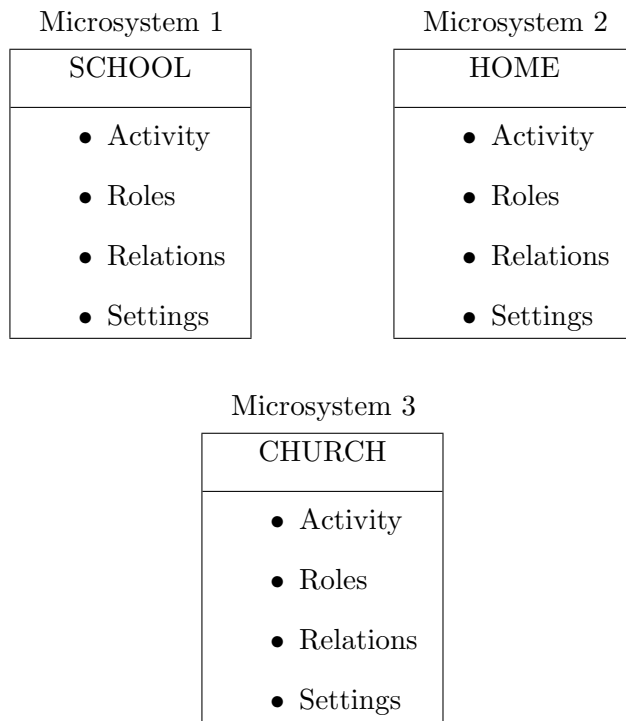 Microsystem 1
SCHOOL
• Activity
• Roles
• Relations
• Settings
Microsystem 2
HOME
• Activity
• Roles
• Relations
• Settings
Microsystem 3
CHURCH
• Activity
• Roles
• Relations
• Settings